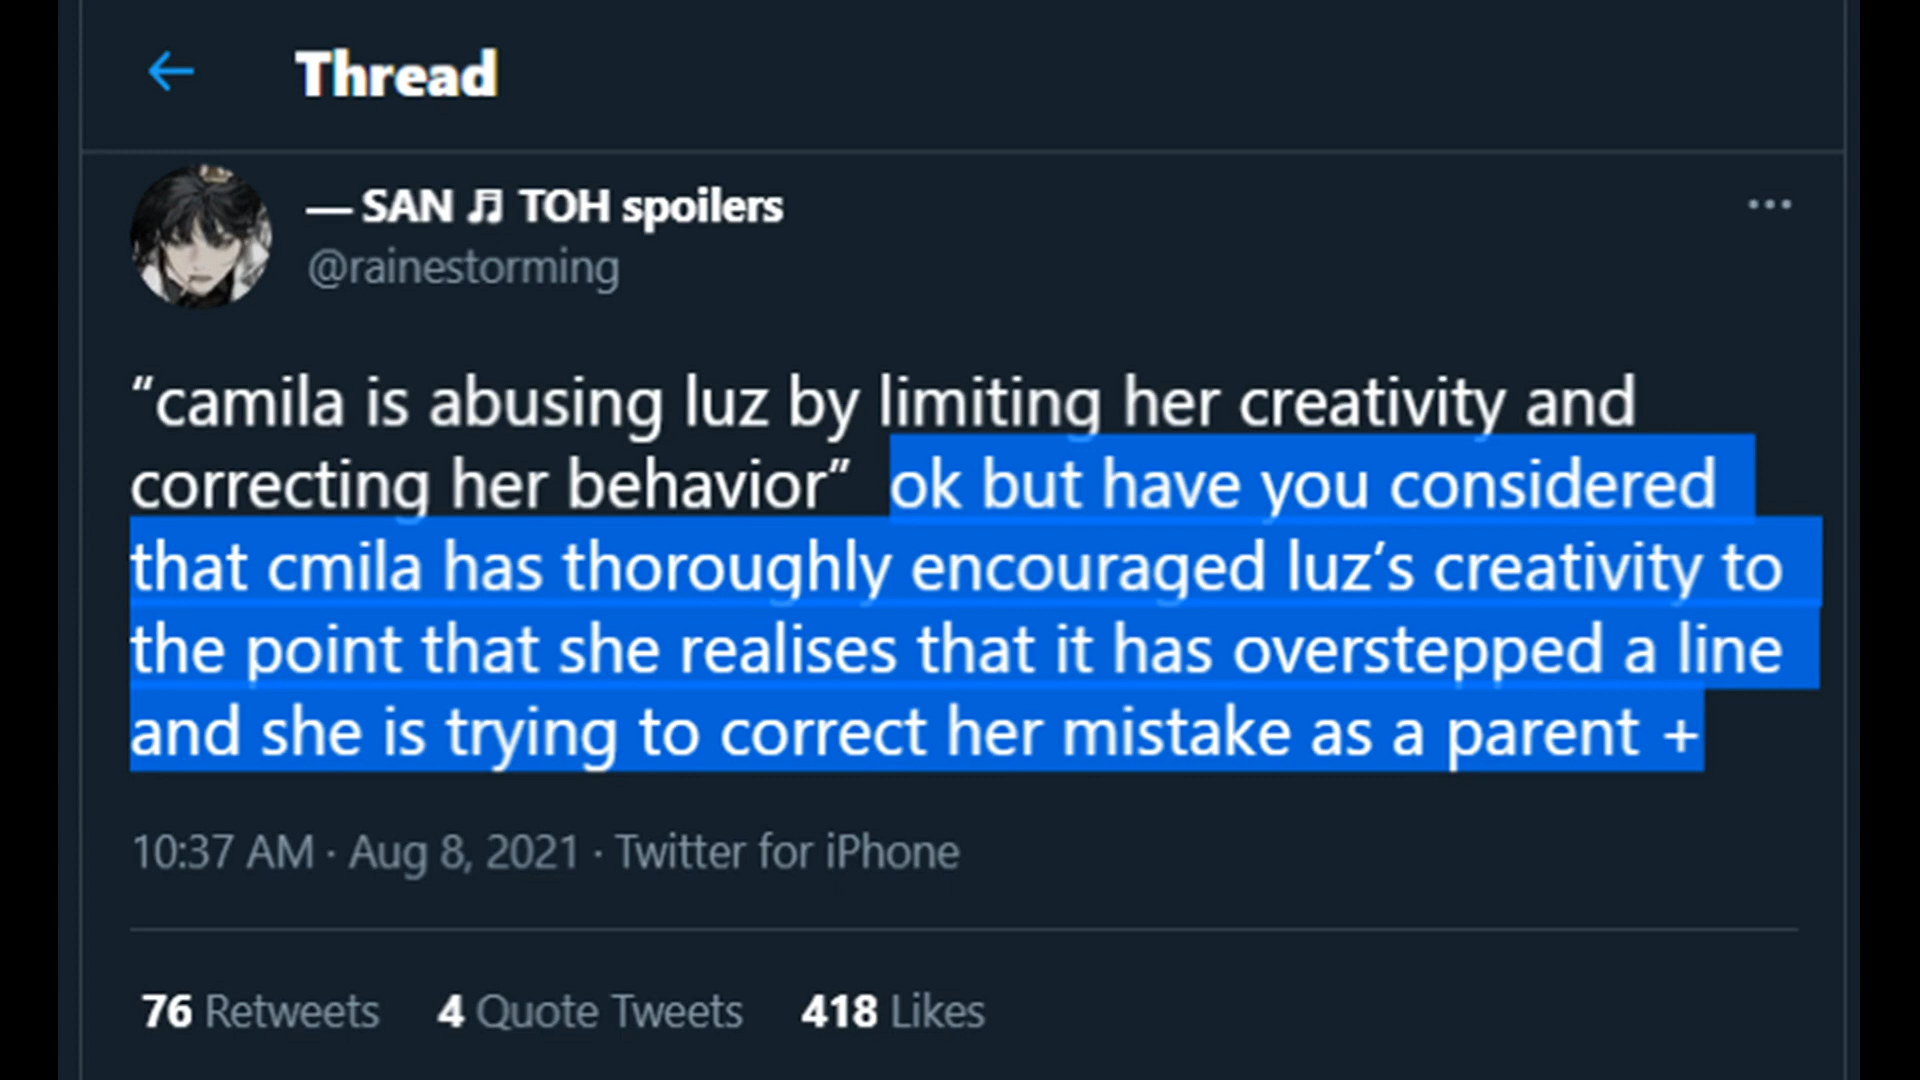 Thread
— SAN 🎵 TOH spoilers
@rainestorming
“camila is abusing luz by limiting her creativity and
correcting her behavior”  ok but have you considered
that cmila has thoroughly encouraged luz’s creativity to
the point that she realises that it has overstepped a line
and she is trying to correct her mistake as a parent +
10:37 AM · Aug 8, 2021 · Twitter for iPhone
76 Retweets 4 Quote Tweets 418 Likes